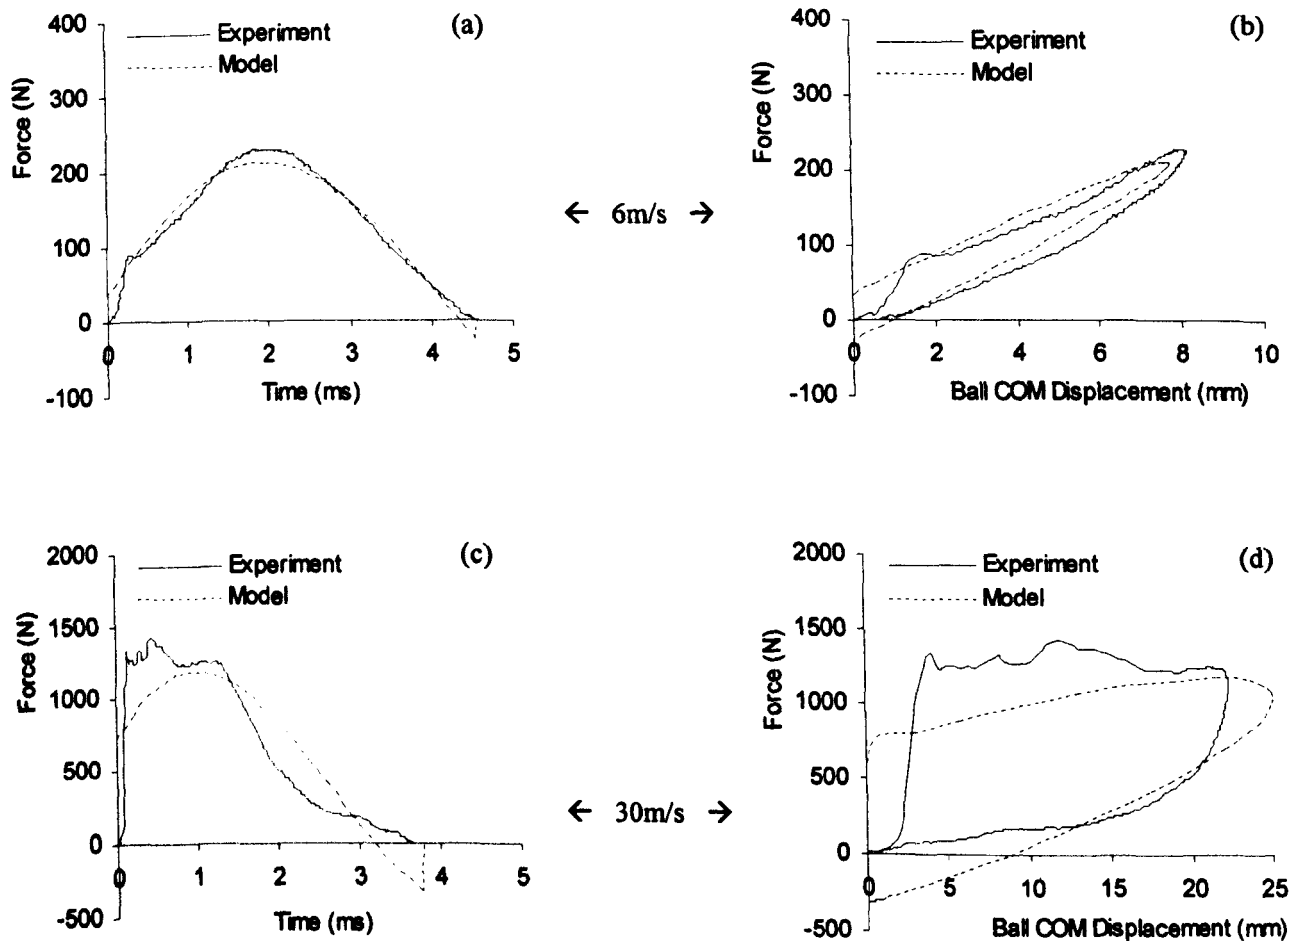 (a)
Experiment
Model
Force (N)
400
300
200
100
0
-100
0 1 2 3 4 5
Time (ms)
(b)
Experiment
Model
Force (N)
400
300
200
100
0
-100
0 2 4 6 8 10
Ball COM Displacement (mm)
← 6m/s →
(c)
Experiment
Model
Force (N)
2000
1500
1000
500
0
-500
0 1 2 3 4 5
Time (ms)
(d)
Experiment
Model
Force (N)
2000
1500
1000
500
0
-500
0 5 10 15 20 25
Ball COM Displacement (mm)
← 30m/s →